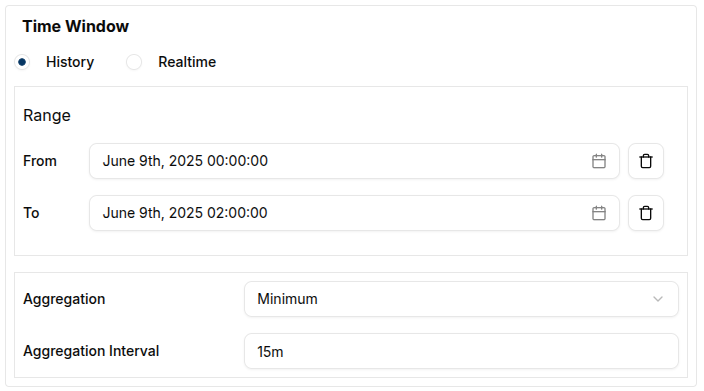 Time Window
History Realtime
Range
From June 9th, 2025 00:00:00
To June 9th, 2025 02:00:00
Aggregation Minimum
Aggregation Interval 15m